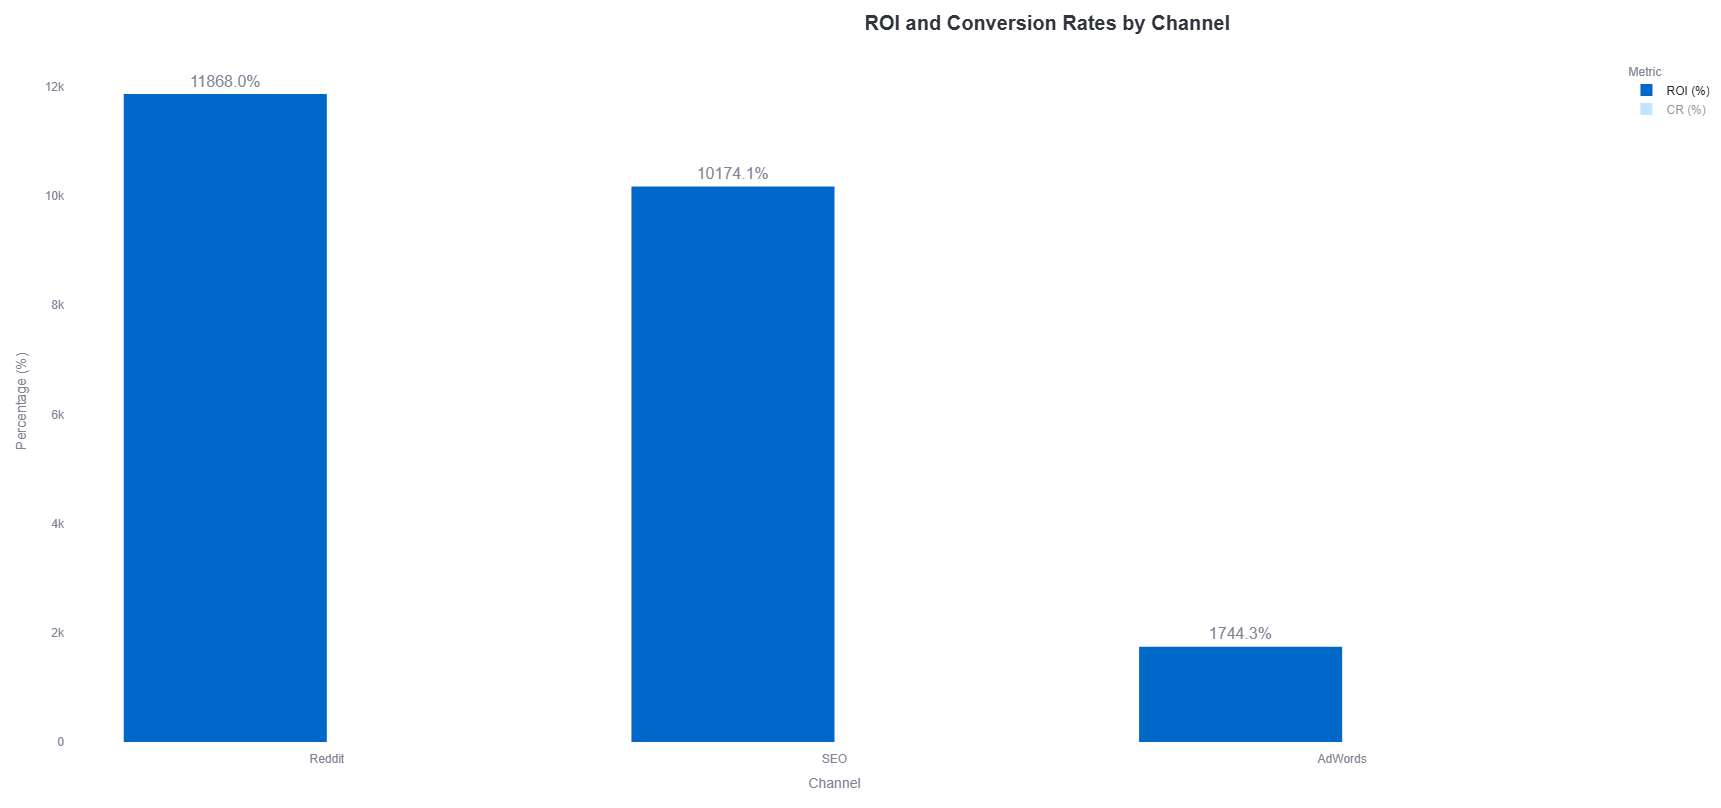 ROI and Conversion Rates by Channel
Metric
ROI (%)
CR (%)
Percentage (%)
12k
10k
8k
6k
4k
2k
0
11868.0%
10174.1%
1744.3%
Reddit
SEO
AdWords
Channel